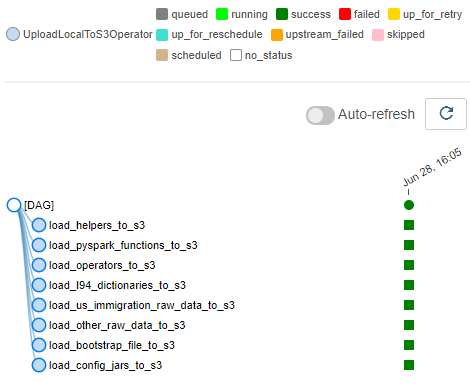 queued running success failed up_for_retry
UploadLocalToS3Operator up_for_reschedule upstream_failed skipped
scheduled no_status
Auto-refresh
Jun 28, 16:05
[DAG]
load_helpers_to_s3
load_pyspark_functions_to_s3
load_operators_to_s3
load_I94_dictionaries_to_s3
load_us_immigration_raw_data_to_s3
load_other_raw_data_to_s3
load_bootstrap_file_to_s3
load_config_jars_to_s3